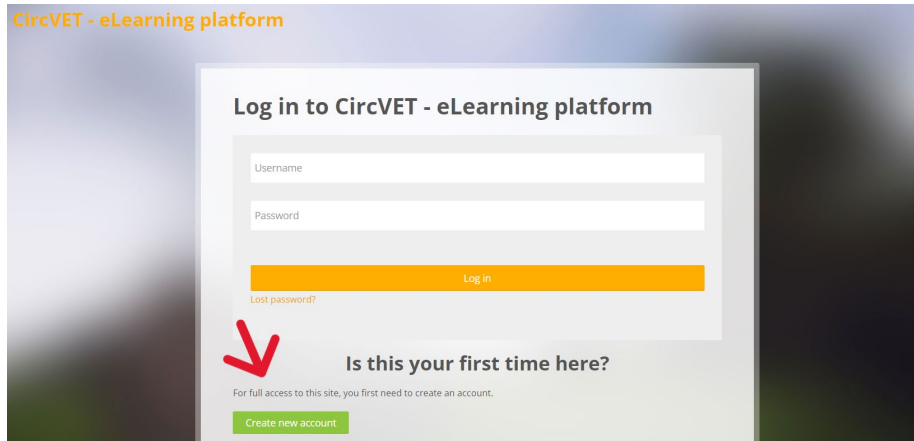 CircVET - eLearning platform
Log in to CircVET - eLearning platform
Username
Password
Log in
Lost password?
Is this your first time here?
For full access to this site, you first need to create an account.
Create new account